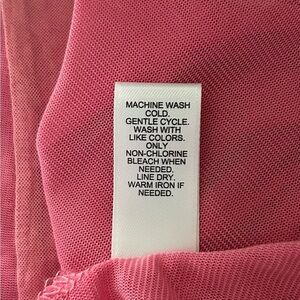 MACHINE WASH
COLD.
GENTLE CYCLE.
WASH WITH
LIKE COLORS.
ONLY
NON-CHLORINE
BLEACH WHEN
NEEDED.
LINE DRY.
WARM IRON IF
NEEDED.